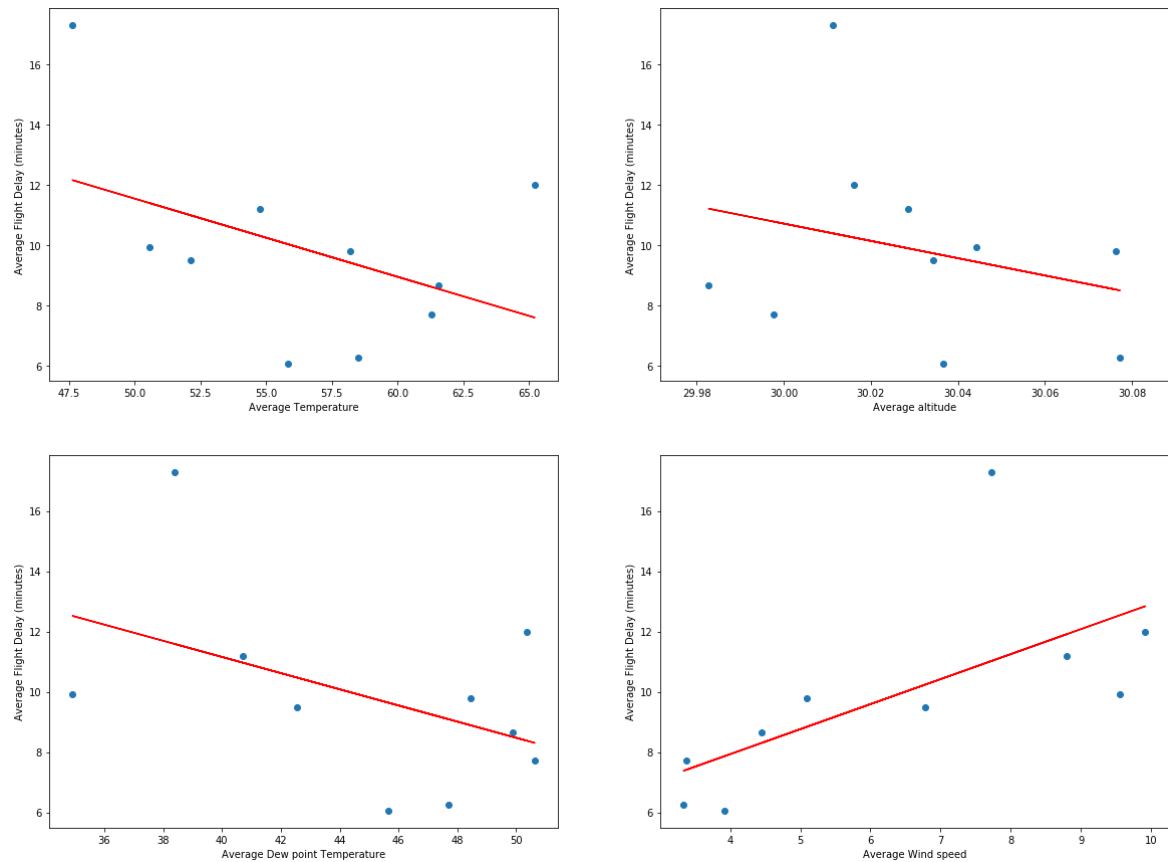 Average Flight Delay (minutes)
16
14
12
10
8
6
47.5 50.0 52.5 55.0 57.5 60.0 62.5 65.0
Average Temperature
Average Flight Delay (minutes)
16
14
12
10
8
6
29.98 30.00 30.02 30.04 30.06 30.08
Average altitude
Average Flight Delay (minutes)
16
14
12
10
8
6
36 38 40 42 44 46 48 50
Average Dew point Temperature
Average Flight Delay (minutes)
16
14
12
10
8
6
4 5 6 7 8 9 10
Average Wind speed